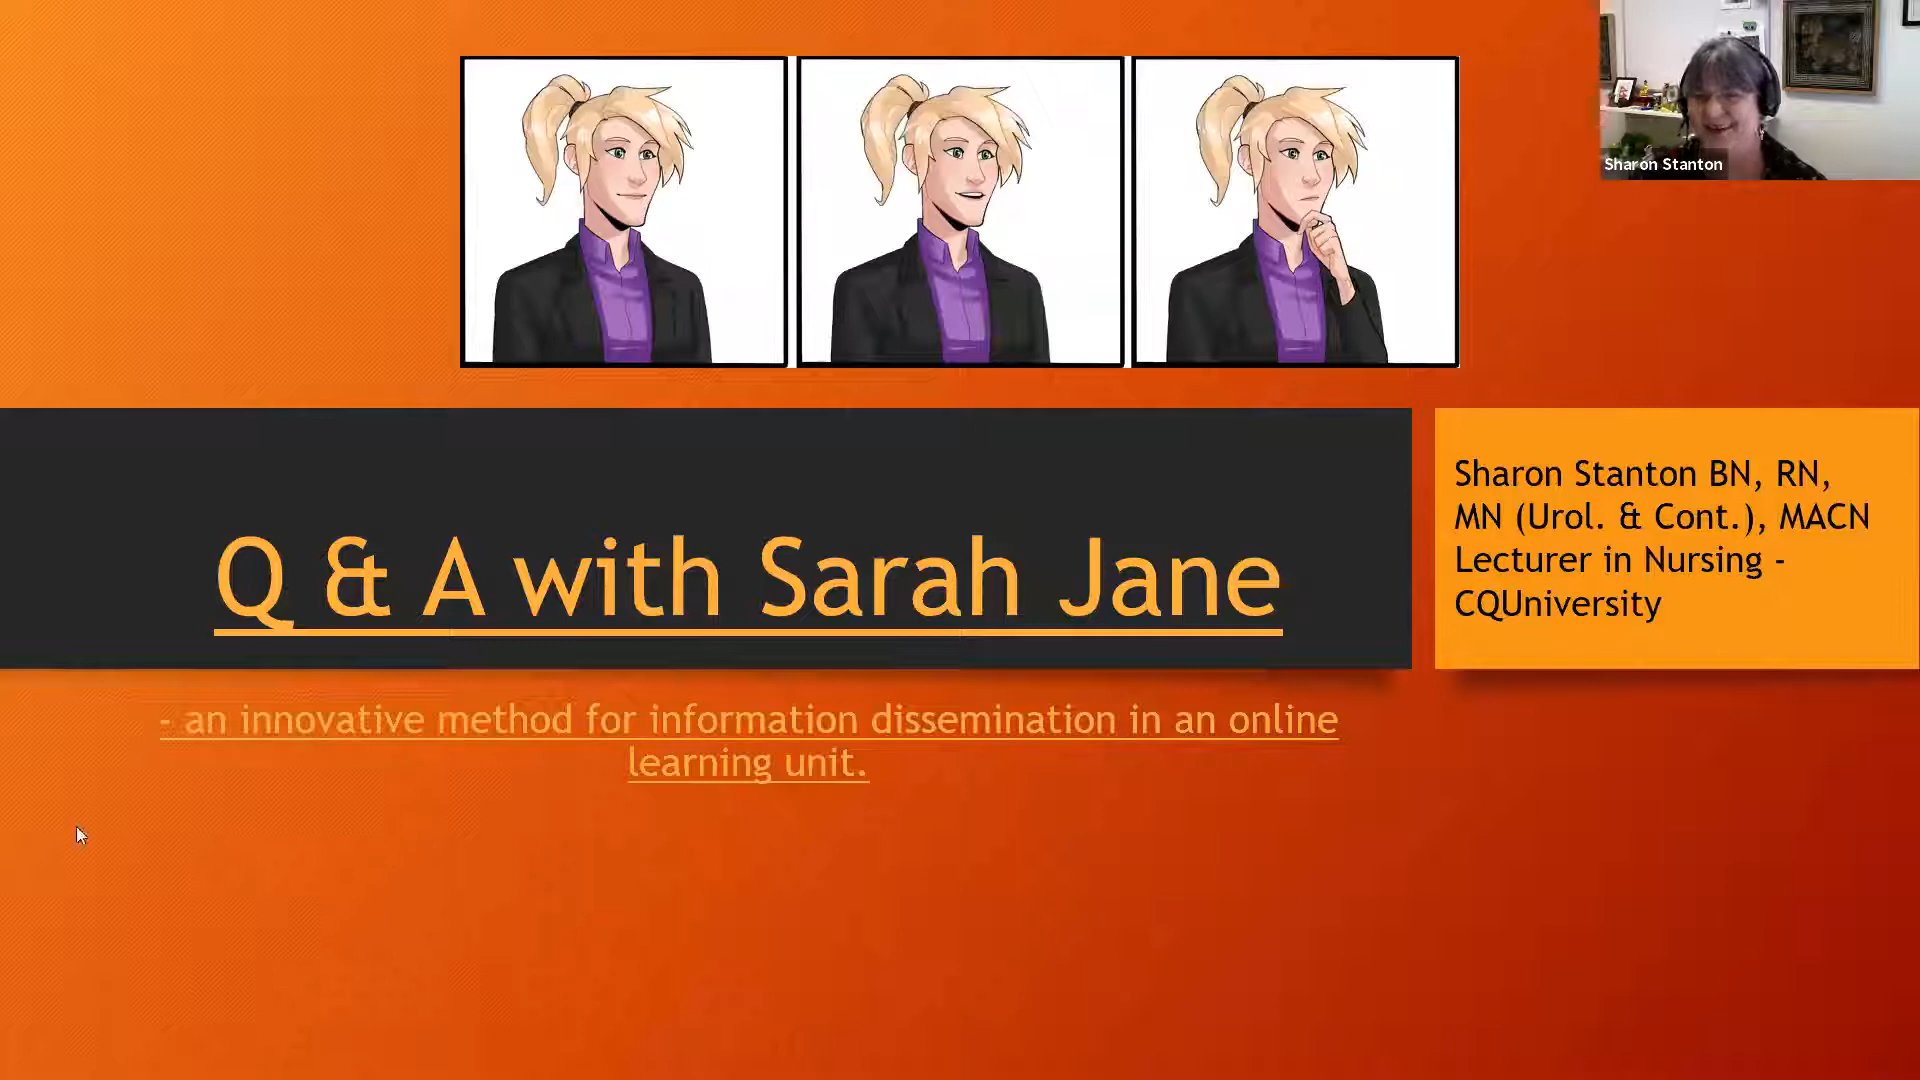 Sharon Stanton
Q & A with Sarah Jane
Sharon Stanton BN, RN,
MN (Urol. & Cont.), MACN
Lecturer in Nursing -
CQUniversity
- an innovative method for information dissemination in an online
learning unit.